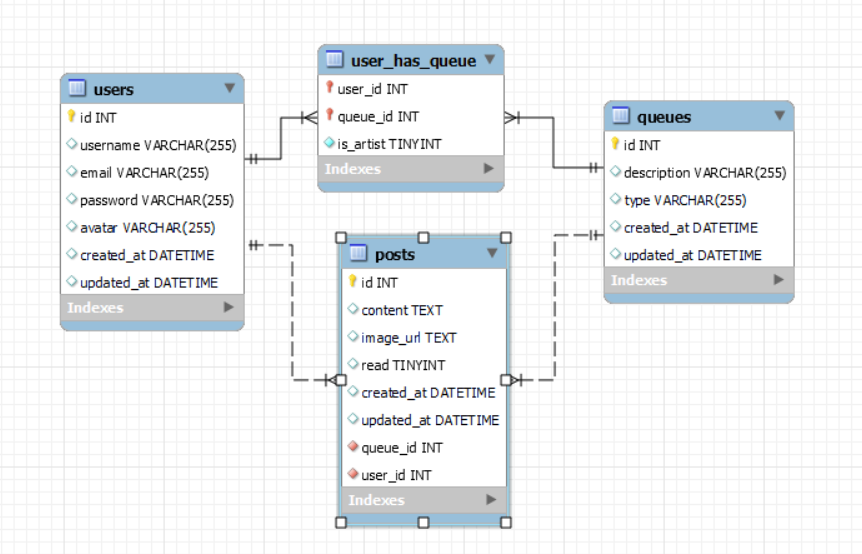 users
id INT
username VARCHAR(255)
email VARCHAR(255)
password VARCHAR(255)
avatar VARCHAR(255)
created_at DATETIME
updated_at DATETIME
Indexes
user_has_queue
user_id INT
queue_id INT
is_artist TINYINT
Indexes
queues
id INT
description VARCHAR(255)
type VARCHAR(255)
created_at DATETIME
updated_at DATETIME
Indexes
posts
id INT
content TEXT
image_url TEXT
read TINYINT
created_at DATETIME
updated_at DATETIME
queue_id INT
user_id INT
Indexes